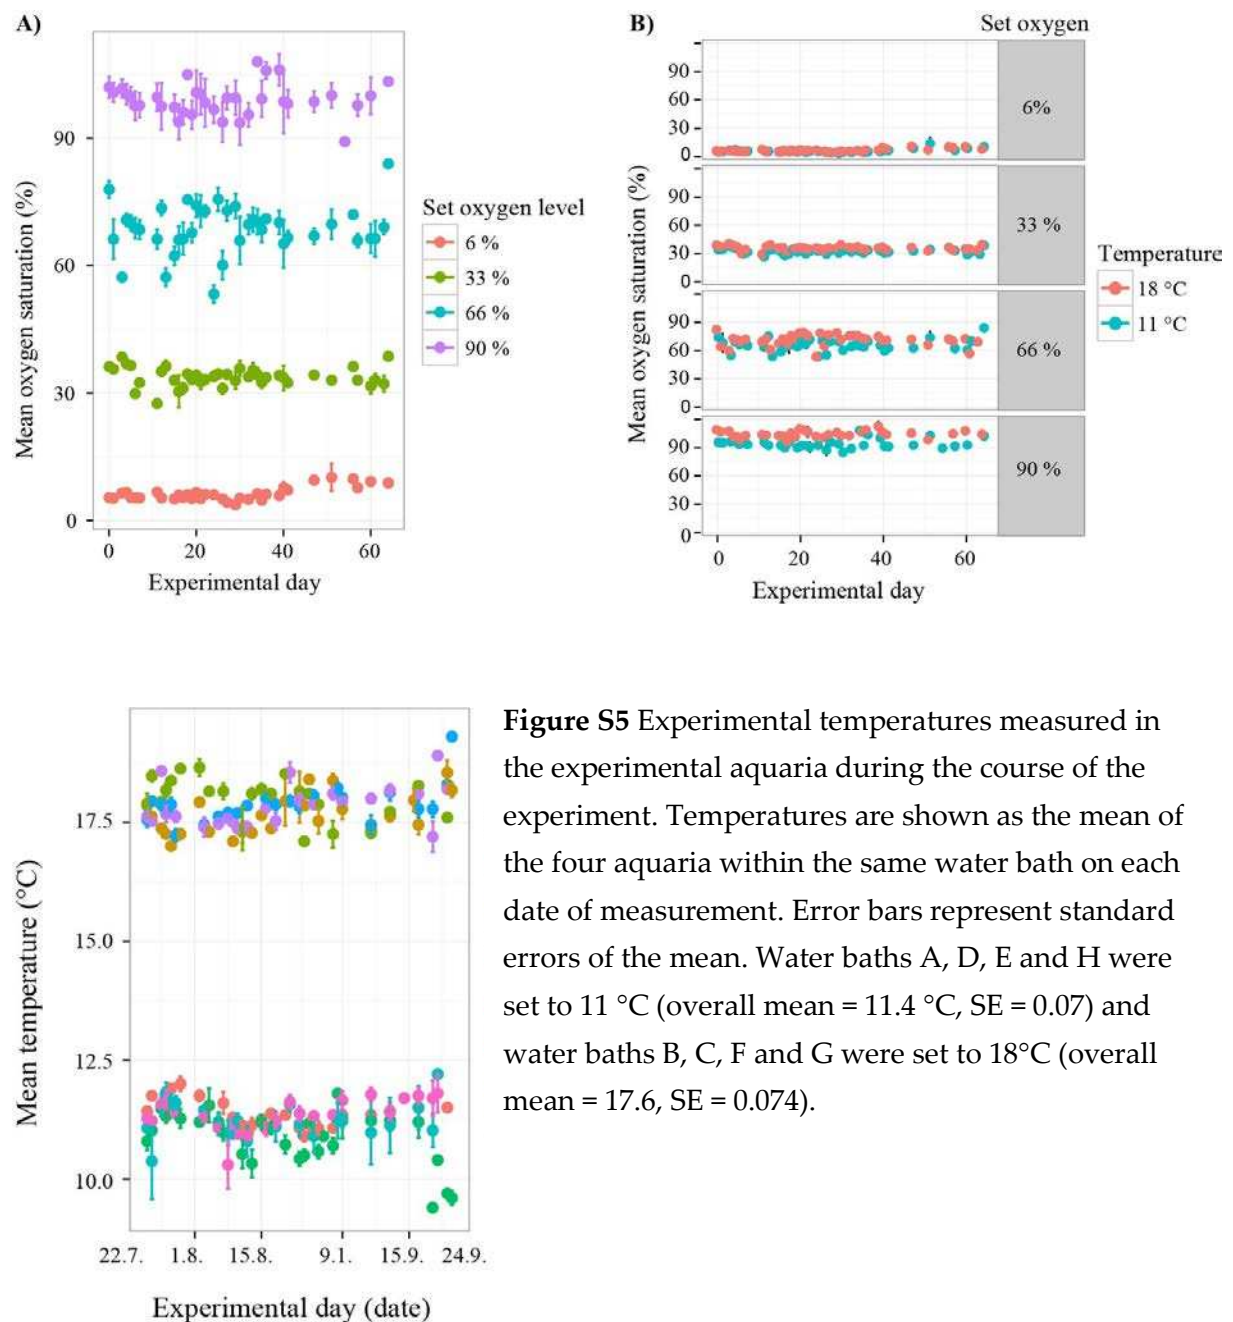 A)
Mean oxygen saturation (%)
90
60
30
0
0 20 40 60
Experimental day
Set oxygen level
6 %
33 %
66 %
90 %
B)
Set oxygen
Mean oxygen saturation (%)
90
60
30
0
6%
90
60
30
0
33 %
90
60
30
0
66 %
90
60
30
0
90 %
0 20 40 60
Experimental day
Temperature
18 °C
11 °C
Mean temperature (°C)
17.5
15.0
12.5
10.0
22.7. 1.8. 15.8. 9.1. 15.9. 24.9.
Experimental day (date)
Figure S5 Experimental temperatures measured in
the experimental aquaria during the course of the
experiment. Temperatures are shown as the mean of
the four aquaria within the same water bath on each
date of measurement. Error bars represent standard
errors of the mean. Water baths A, D, E and H were
set to 11 °C (overall mean = 11.4 °C, SE = 0.07) and
water baths B, C, F and G were set to 18°C (overall
mean = 17.6, SE = 0.074).